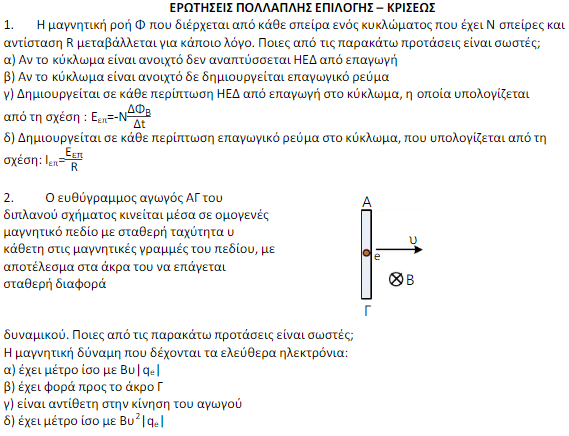 ΕΡΩΤΗΣΕΙΣ ΠΟΛΛΑΠΛΗΣ ΕΠΙΛΟΓΗΣ – ΚΡΙΣΕΩΣ
1. Η μαγνητική ροή Φ που διέρχεται από κάθε σπείρα ενός κυκλώματος που έχει Ν σπείρες και
αντίσταση R μεταβάλλεται για κάποιο λόγο. Ποιες από τις παρακάτω προτάσεις είναι σωστές;
α) Αν το κύκλωμα είναι ανοιχτό δεν αναπτύσσεται ΗΕΔ από επαγωγή
β) Αν το κύκλωμα είναι ανοιχτό δε δημιουργείται επαγωγικό ρεύμα
γ) Δημιουργείται σε κάθε περίπτωση ΗΕΔ από επαγωγή στο κύκλωμα, η οποία υπολογίζεται
από τη σχέση : Εεπ=-Ν ΔΦΒ/Δt
δ) Δημιουργείται σε κάθε περίπτωση επαγωγικό ρεύμα στο κύκλωμα, που υπολογίζεται από τη
σχέση: Ιεπ= Εεπ/R
2. Ο ευθύγραμμος αγωγός ΑΓ του
διπλανού σχήματος κινείται μέσα σε ομογενές
μαγνητικό πεδίο με σταθερή ταχύτητα υ
κάθετη στις μαγνητικές γραμμές του πεδίου, με
αποτέλεσμα στα άκρα του να επάγεται
σταθερή διαφορά
A
υ
e
B
Γ
δυναμικού. Ποιες από τις παρακάτω προτάσεις είναι σωστές;
Η μαγνητική δύναμη που δέχονται τα ελεύθερα ηλεκτρόνια:
α) έχει μέτρο ίσο με Βυ|qe|
β) έχει φορά προς το άκρο Γ
γ) είναι αντίθετη στην κίνηση του αγωγού
δ) έχει μέτρο ίσο με Βυ²|qe|